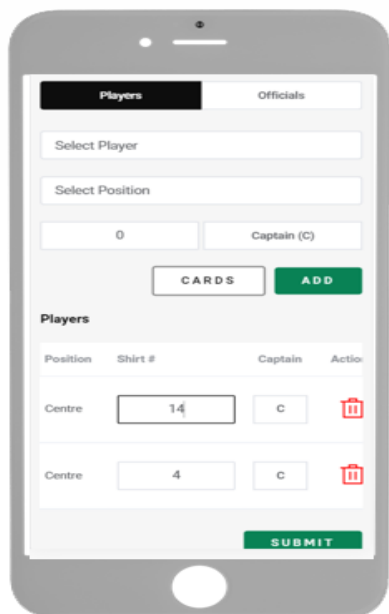 Players Officials
Select Player
Select Position
0 Captain (C)
CARDS ADD
Players
Position Shirt # Captain Action
Centre 14 C
Centre 4 C
SUBMIT